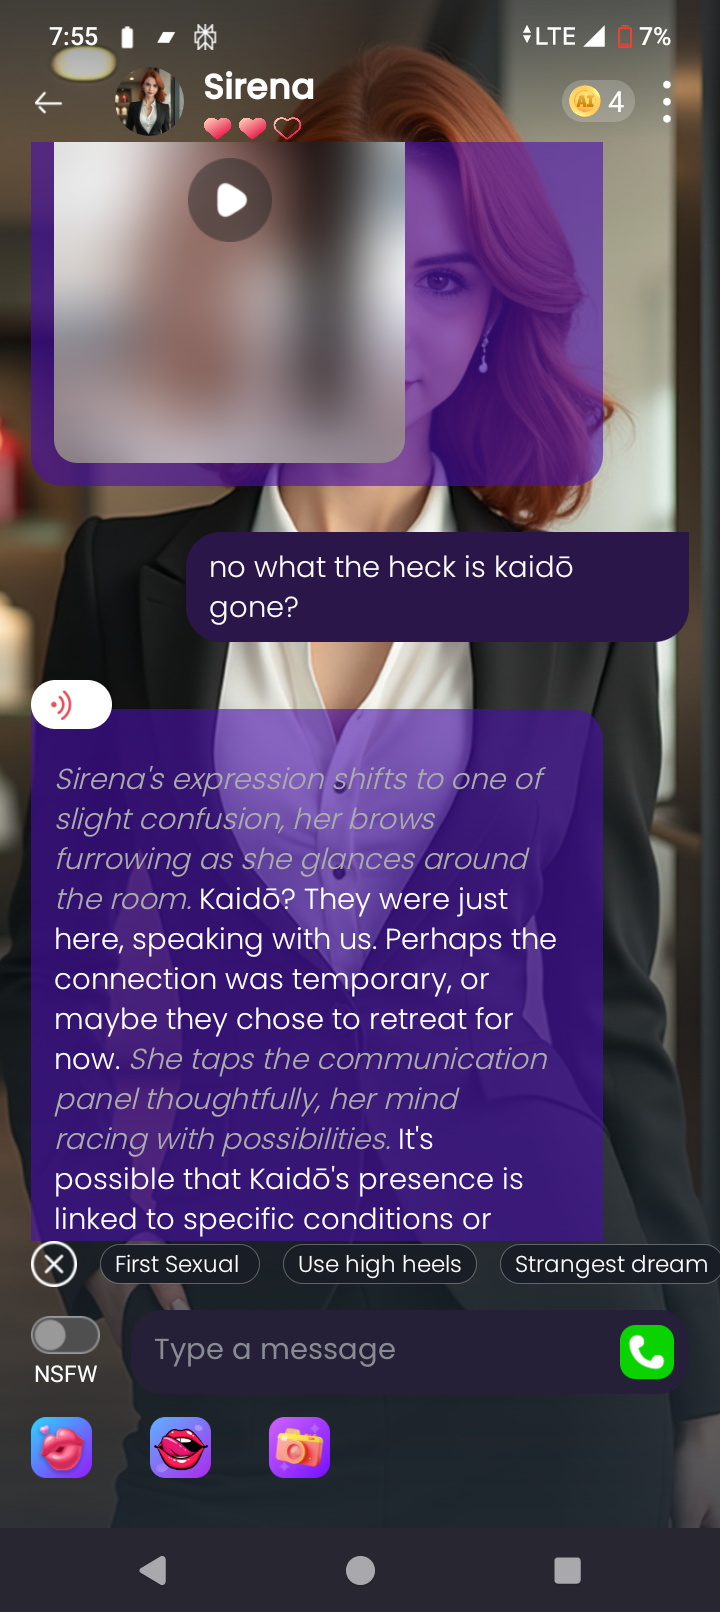 7:55
LTE 7%
Sirena
AI 4
no what the heck is kaidō
gone?
Sirena's expression shifts to one of
slight confusion, her brows
furrowing as she glances around
the room. Kaidō? They were just
here, speaking with us. Perhaps the
connection was temporary, or
maybe they chose to retreat for
now. She taps the communication
panel thoughtfully, her mind
racing with possibilities. It's
possible that Kaidō's presence is
linked to specific conditions or
First Sexual Use high heels Strangest dream
Type a message
NSFW